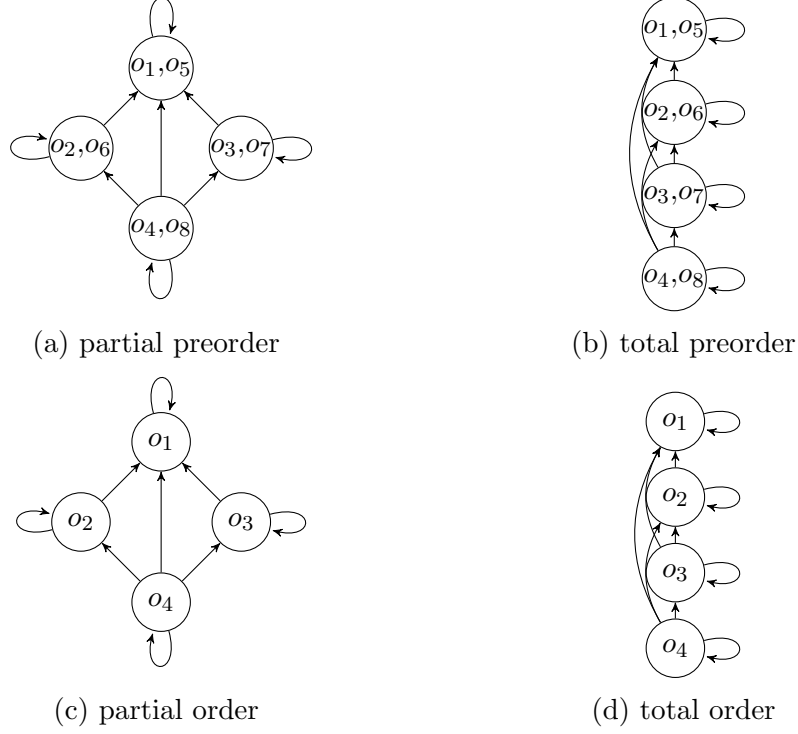 o1,o5
o2,o6 o3,o7
o4,o8
(a) partial preorder
o1,o5
o2,o6
o3,o7
o4,o8
(b) total preorder
o1
o2 o3
o4
(c) partial order
o1
o2
o3
o4
(d) total order